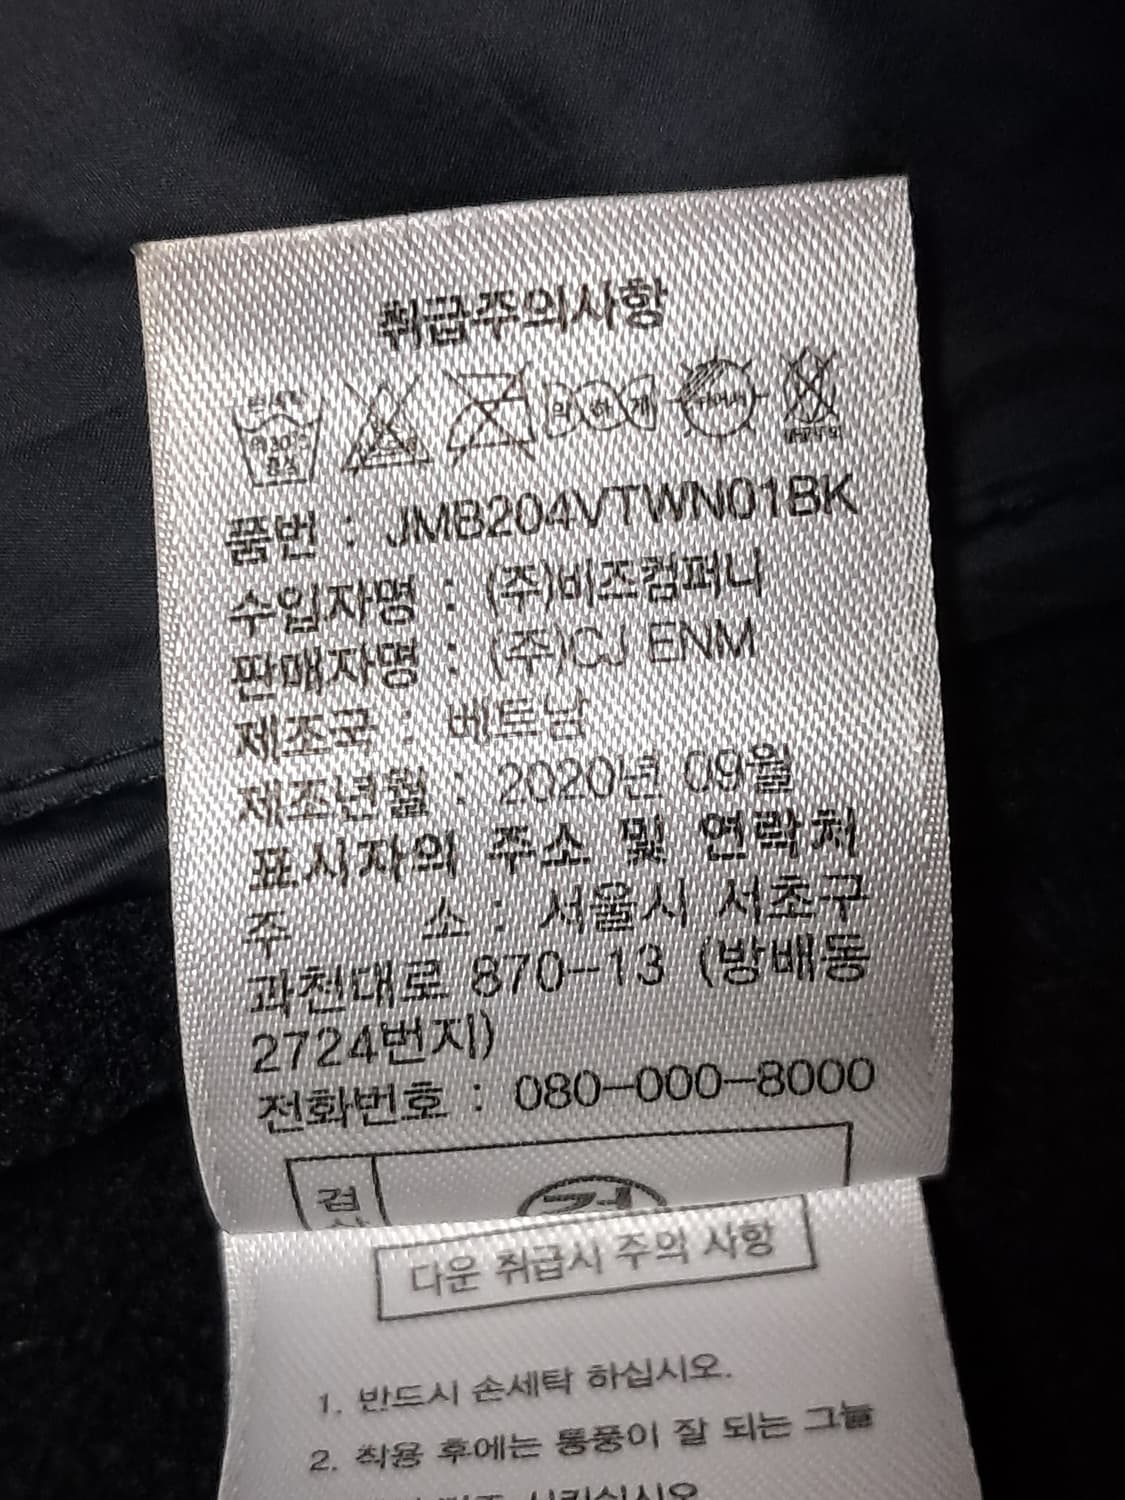 취급주의사항
약 하 게
품번 : JMB204VTWN01BK
수입자명 : (주)비즈컴퍼니
판매자명 : (주)CJ ENM
제조국 : 베트남
제조년월 : 2020년 09월
표시자의 주소 및 연락처
주 소 : 서울시 서초구
과천대로 870-13 (방배동
2724번지)
전화번호 : 080-000-8000
검
다운 취급시 주의 사항
1. 반드시 손세탁 하십시오.
2. 착용 후에는 통풍이 잘 되는 그늘